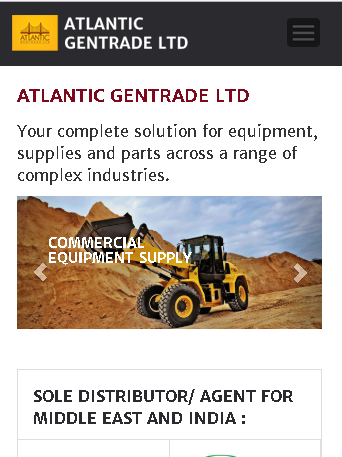 ATLANTIC
GENTRADE LTD
ATLANTIC
ATLANTIC GENTRADE LTD
Your complete solution for equipment,
supplies and parts across a range of
complex industries.
COMMERCIAL
EQUIPMENT SUPPLY
SOLE DISTRIBUTOR/ AGENT FOR
MIDDLE EAST AND INDIA :